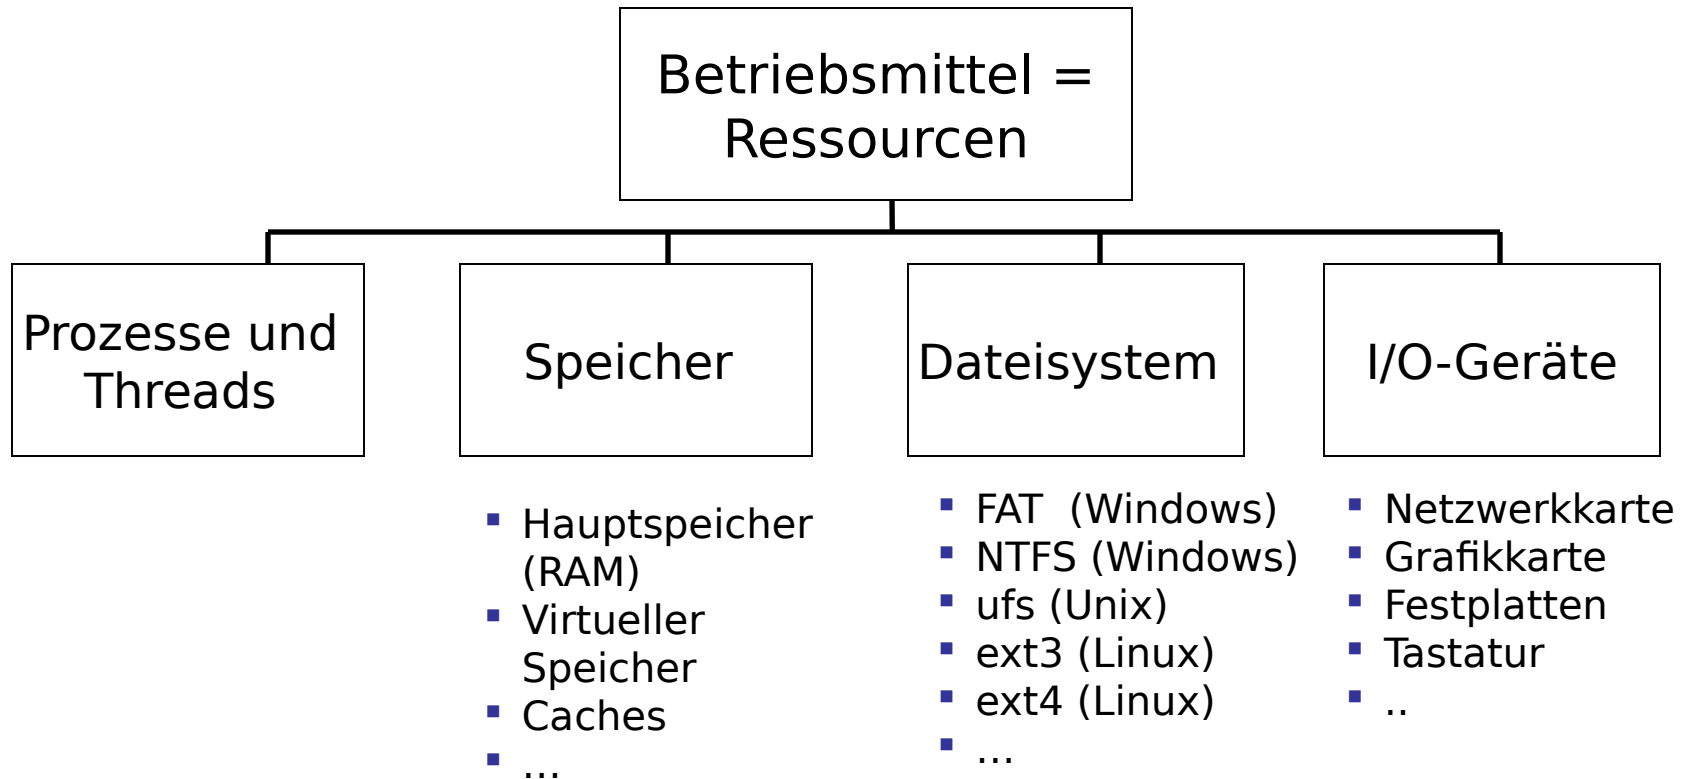 Betriebsmittel =
Ressourcen
Prozesse und
Threads
Speicher
Dateisystem
I/O-Geräte
▪ Hauptspeicher
(RAM)
▪ Virtueller
Speicher
▪ Caches
▪ ...
▪ FAT  (Windows)
▪ NTFS (Windows)
▪ ufs (Unix)
▪ ext3 (Linux)
▪ ext4 (Linux)
▪ ...
▪ Netzwerkkarte
▪ Grafikkarte
▪ Festplatten
▪ Tastatur
▪ ..